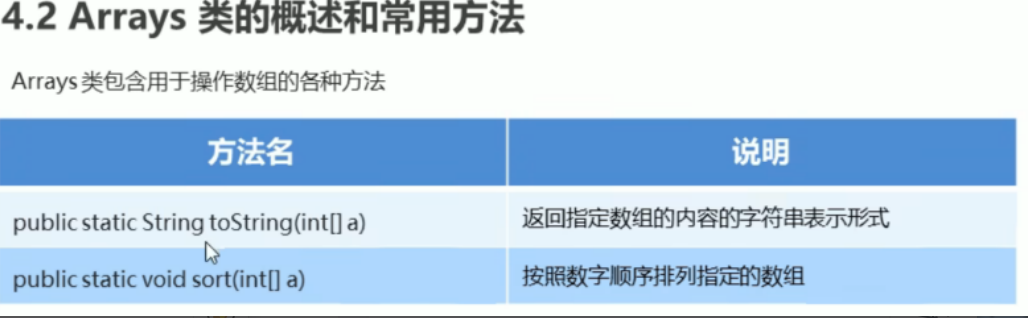 4.2 Arrays 类的概述和常用方法
Arrays 类包含用于操作数组的各种方法
方法名 说明
public static String toString(int[] a) 返回指定数组的内容的字符串表示形式
public static void sort(int[] a) 按照数字顺序排列指定的数组